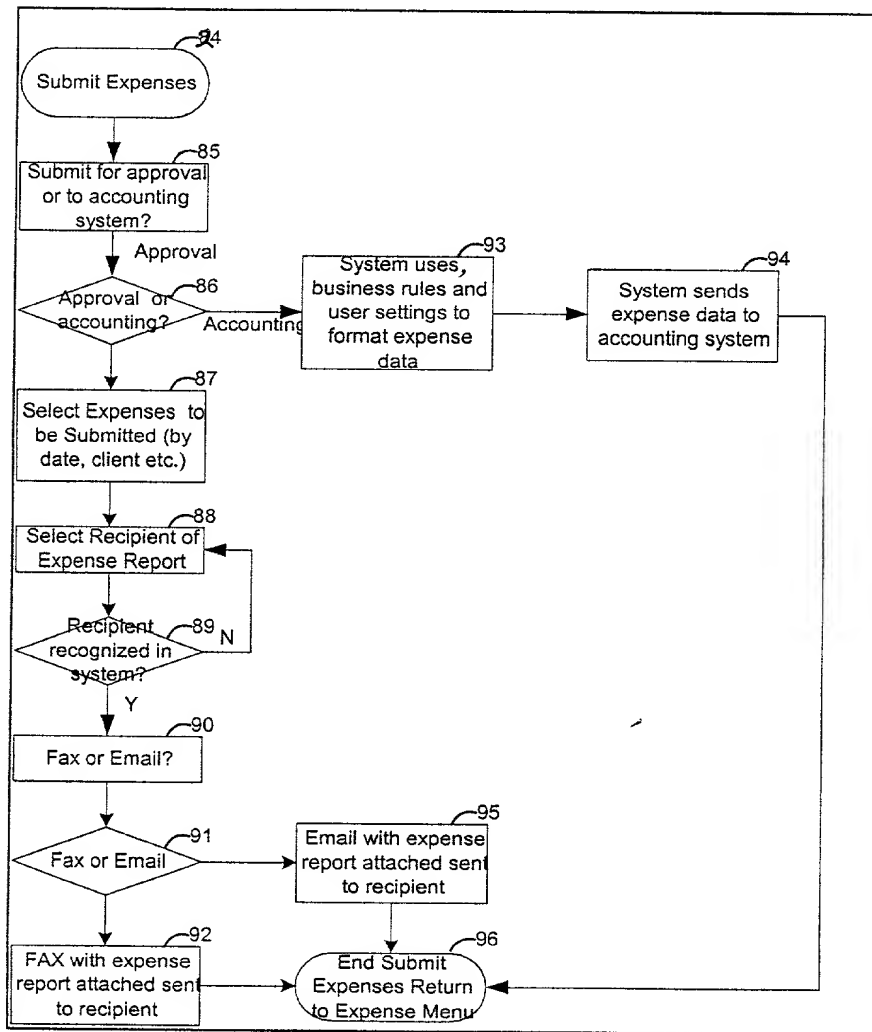 84
Submit Expenses
85
Submit for approval
or to accounting
system?
Approval
86
Approval or
accounting?
Accounting
93
System uses,
business rules and
user settings to
format expense
data
94
System sends
expense data to
accounting system
87
Select Expenses to
be Submitted (by
date, client etc.)
88
Select Recipient of
Expense Report
89
Recipient
recognized in
system?
N
Y
90
Fax or Email?
91
Fax or Email
95
Email with expense
report attached sent
to recipient
92
FAX with expense
report attached sent
to recipient
96
End Submit
Expenses Return
to Expense Menu